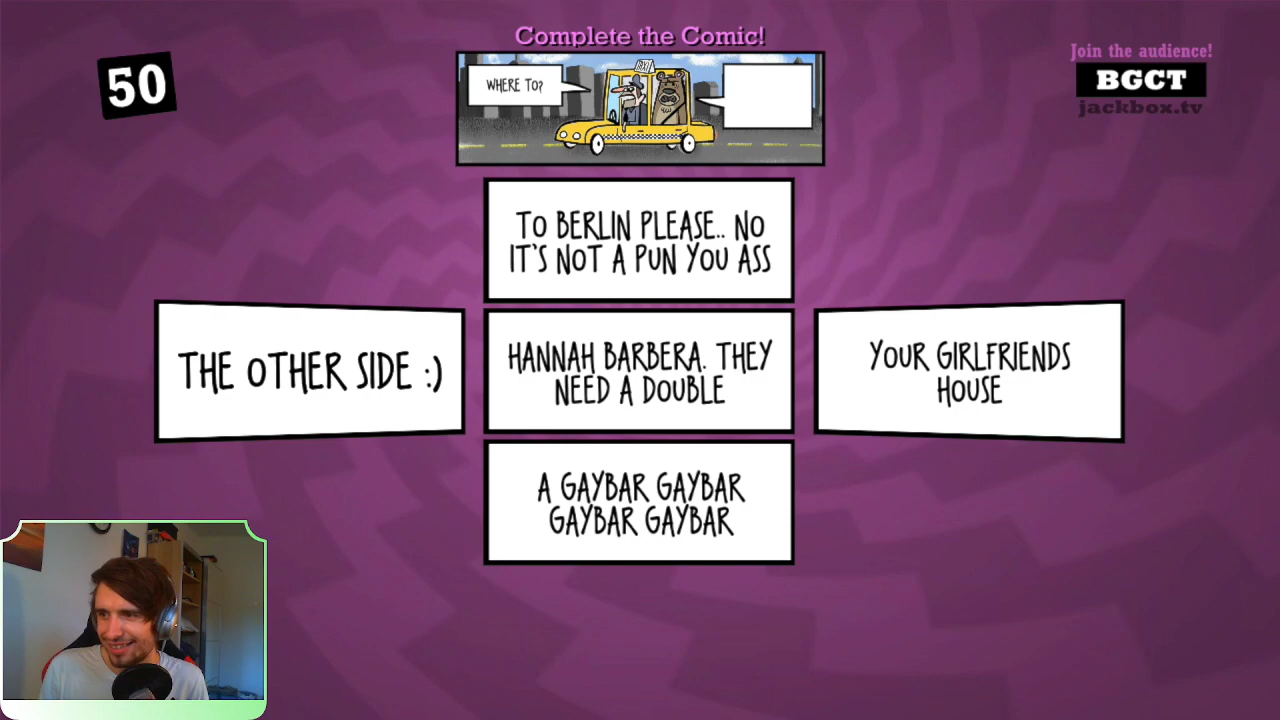 Complete the Comic!
50
WHERE TO?
TAXI
Join the audience!
BGCT
jackbox.tv
TO BERLIN PLEASE.. NO
IT'S NOT A PUN YOU ASS
THE OTHER SIDE :)
HANNAH BARBERA. THEY
NEED A DOUBLE
YOUR GIRLFRIENDS
HOUSE
A GAYBAR GAYBAR
GAYBAR GAYBAR